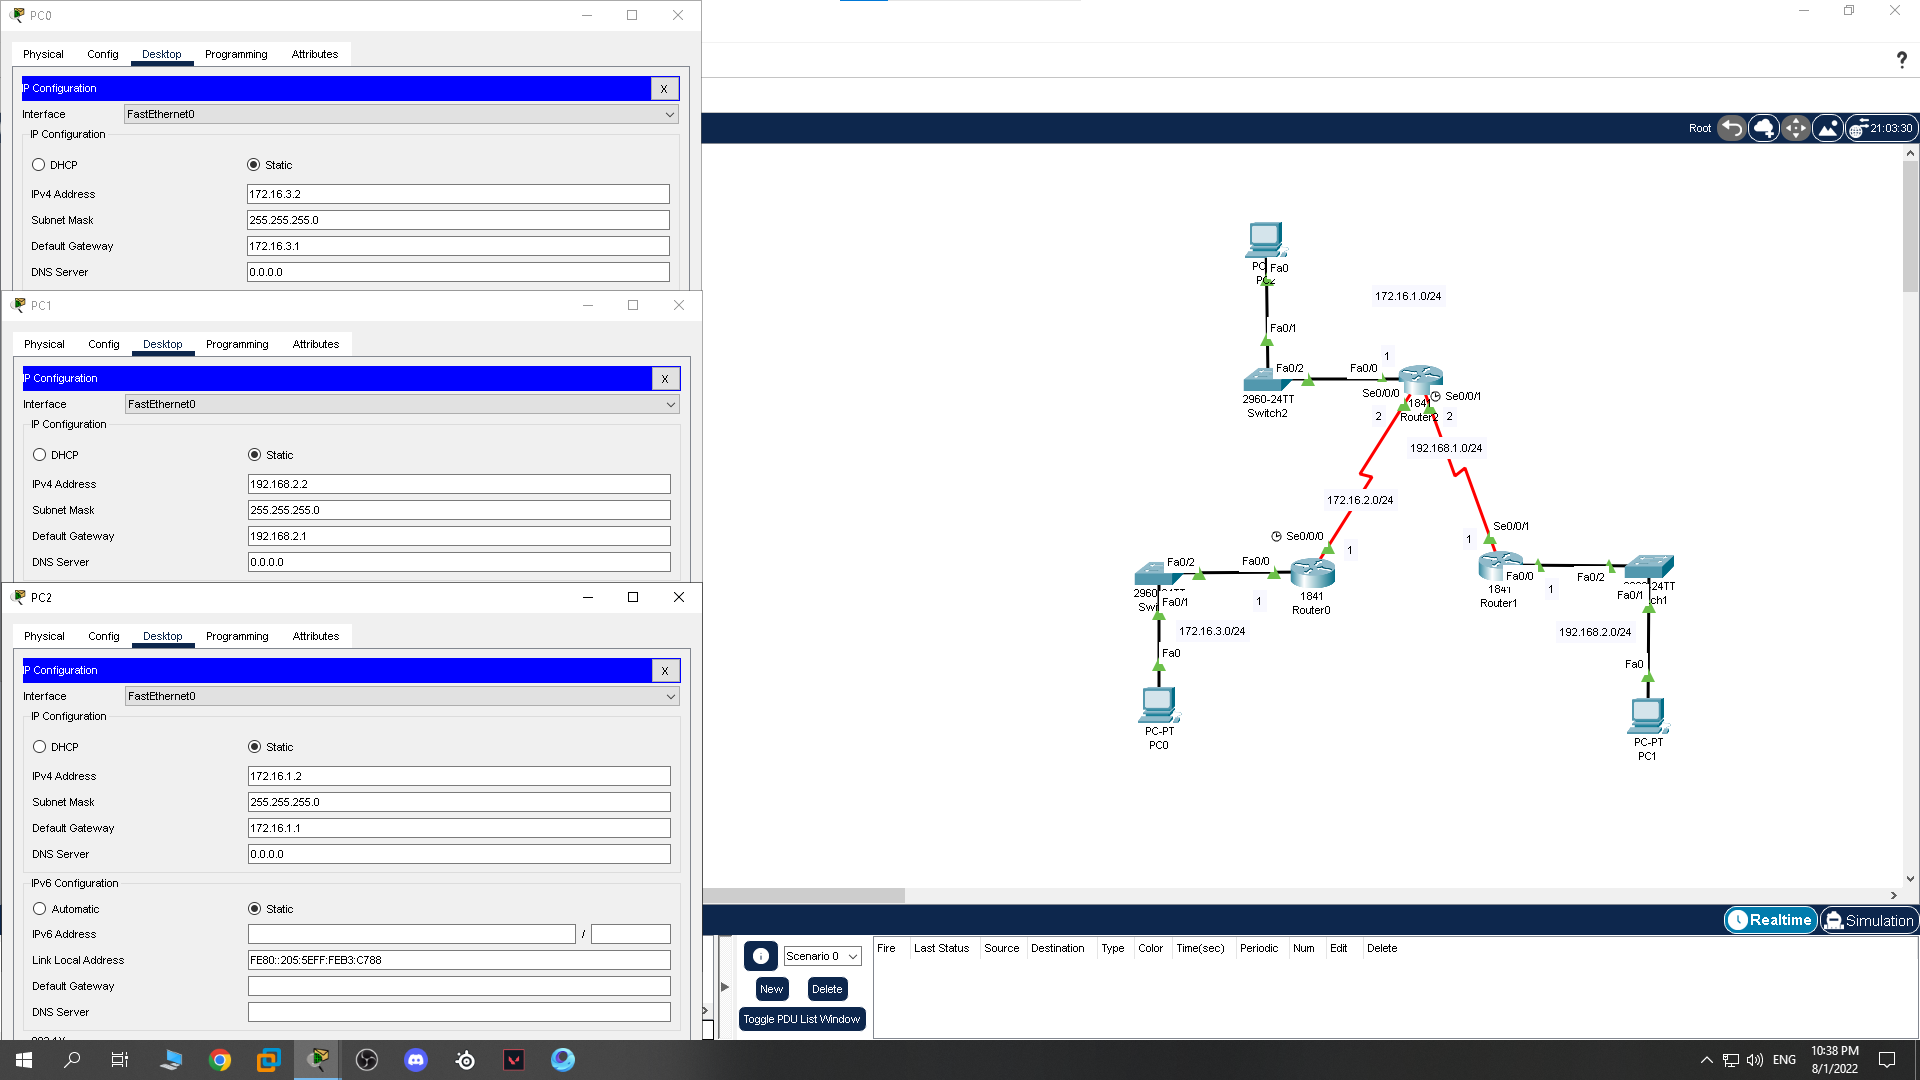 PC0
Physical Config Desktop Programming Attributes
IP Configuration
X
Interface FastEthernet0
IP Configuration
DHCP Static
IPv4 Address 172.16.3.2
Subnet Mask 255.255.255.0
Default Gateway 172.16.3.1
DNS Server 0.0.0.0
PC1
Physical Config Desktop Programming Attributes
IP Configuration
X
Interface FastEthernet0
IP Configuration
DHCP Static
IPv4 Address 192.168.2.2
Subnet Mask 255.255.255.0
Default Gateway 192.168.2.1
DNS Server 0.0.0.0
PC2
Physical Config Desktop Programming Attributes
IP Configuration
X
Interface FastEthernet0
IP Configuration
DHCP Static
IPv4 Address 172.16.1.2
Subnet Mask 255.255.255.0
Default Gateway 172.16.1.1
DNS Server 0.0.0.0
IPv6 Configuration
Automatic Static
IPv6 Address /
Link Local Address FE80::205:5EFF:FEB3:C788
Default Gateway
DNS Server
?
Root 21:03:30
Fa0
172.16.1.0/24
Fa0/1
1
Fa0/2 Fa0/0
2960-24TT
Switch2
Se0/0/0 Se0/0/1
1841
Router2
2 2
192.168.1.0/24
172.16.2.0/24
Se0/0/0
1
Se0/0/1
1
Fa0/2 Fa0/0
Fa0/1
1
1841
Router0
172.16.3.0/24
Fa0
PC-PT
PC0
Fa0/0
1841
Router1
1
Fa0/2
Fa0/1
192.168.2.0/24
Fa0
PC-PT
PC1
Realtime Simulation
Scenario 0
New Delete
Toggle PDU List Window
Fire Last Status Source Destination Type Color Time(sec) Periodic Num Edit Delete
ENG
10:38 PM
8/1/2022